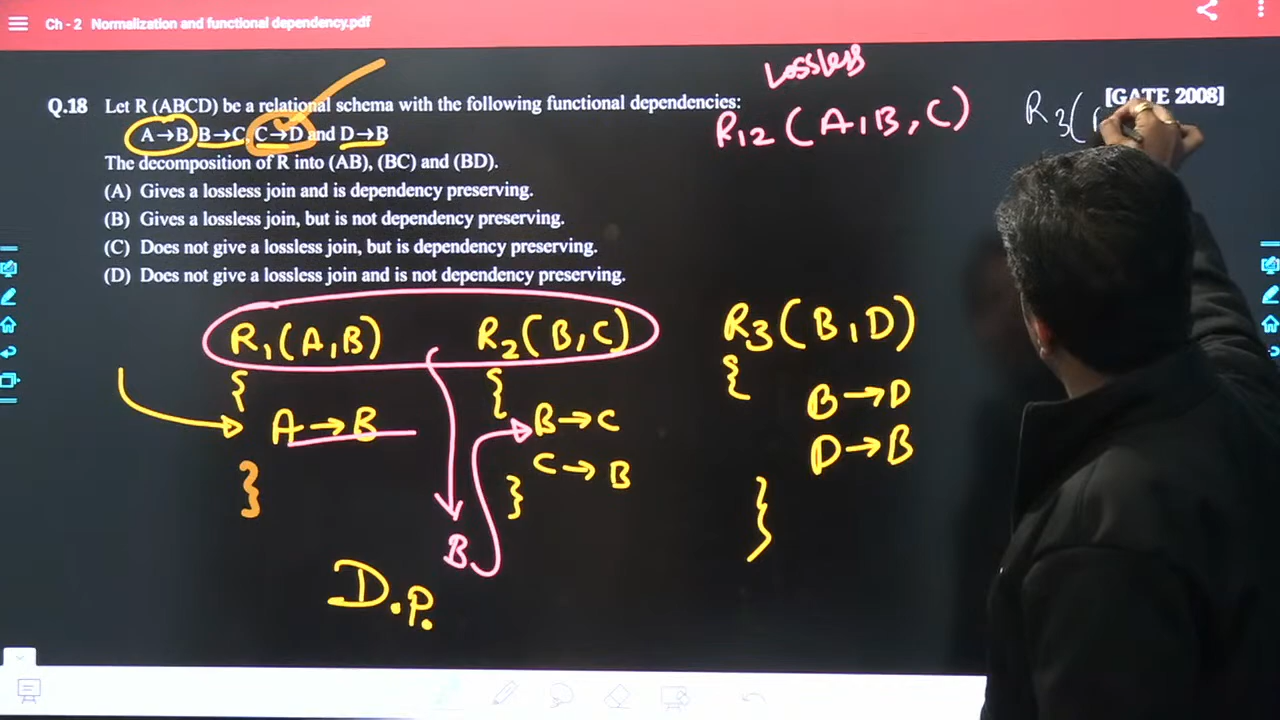 Ch - 2 Normalization and functional dependency.pdf
Lossless
Q.18 Let R (ABCD) be a relational schema with the following functional dependencies: [GATE 2008]
A→B, B→C, C→D and D→B
The decomposition of R into (AB), (BC) and (BD).
(A) Gives a lossless join and is dependency preserving.
(B) Gives a lossless join, but is not dependency preserving.
(C) Does not give a lossless join, but is dependency preserving.
(D) Does not give a lossless join and is not dependency preserving.
R12 (A,B,C)
R3(
R1(A,B) R2(B,C) R3(B,D)
{ { {
A→B B→C B→D
C→B D→B
} } }
B
D.P.